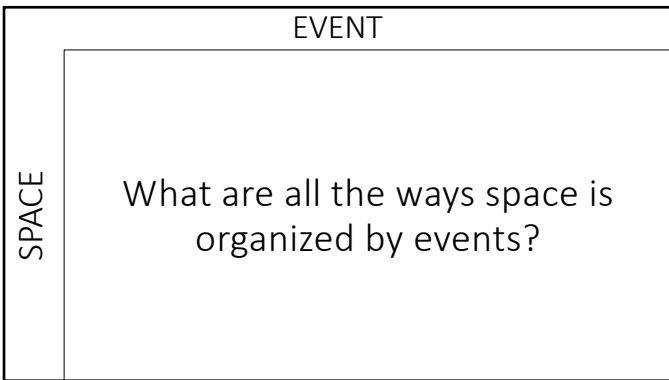 EVENT
SPACE
What are all the ways space is
organized by events?